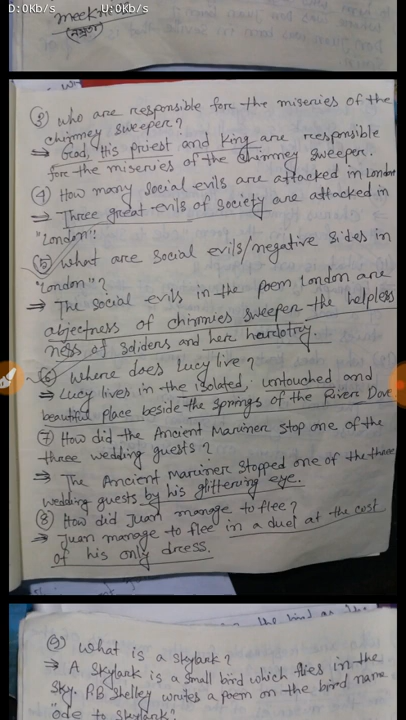 D:0Kb/s U:0Kb/s
(3) who are responsible for the miseries of the
chimney sweeper?
⇒ God, His priest and King are responsible
for the miseries of the chimney sweeper.
(4) How many social evils are attacked in London
⇒ Three great evils of society are attacked in
"London".
(5) what are social evils/negative sides in
"London"?
⇒ The social evils in the poem London are
abjectness of chimnies sweeper the helpless
ness of soldiers and her harlotry.
(6) where does Lucy live?
⇒ Lucy lives in the isolated, untouched and
beautiful place beside the springs of the River Dove
(7) How did the Ancient Mariner stop one of the
three wedding guests?
⇒ The Ancient Mariner stopped one of the three
wedding guests by his glittering eye.
(8) How did Juan manage to flee?
⇒ Juan manage to flee in a duel at the cost
of his only dress.
the bird as
(9) what is a skylark?
⇒ A skylark is a small bird which flies in the
sky. P.B Shelley writes a poem on the bird name
"Ode to skylark"